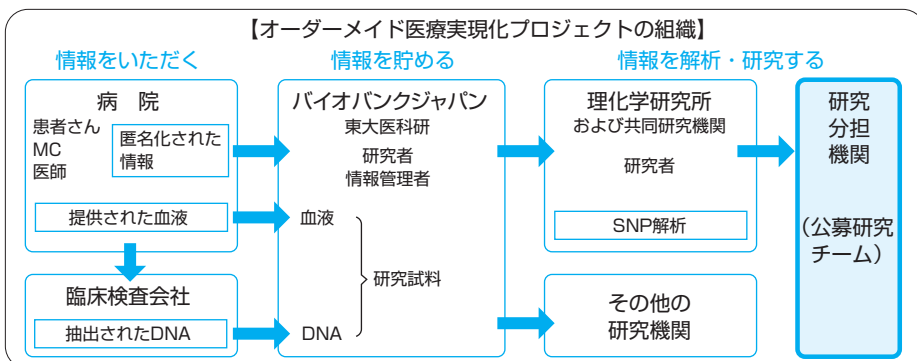 【オーダーメイド医療実現化プロジェクトの組織】
情報をいただく
情報を貯める
情報を解析・研究する
病 院
患者さん
MC
医師
匿名化された
情報
提供された血液
臨床検査会社
抽出されたDNA
バイオバンクジャパン
東大医科研
研究者
情報管理者
血液
研究試料
DNA
理化学研究所
および共同研究機関
研究者
SNP解析
その他の
研究機関
研究
分担
機関
(公募研究
チーム)